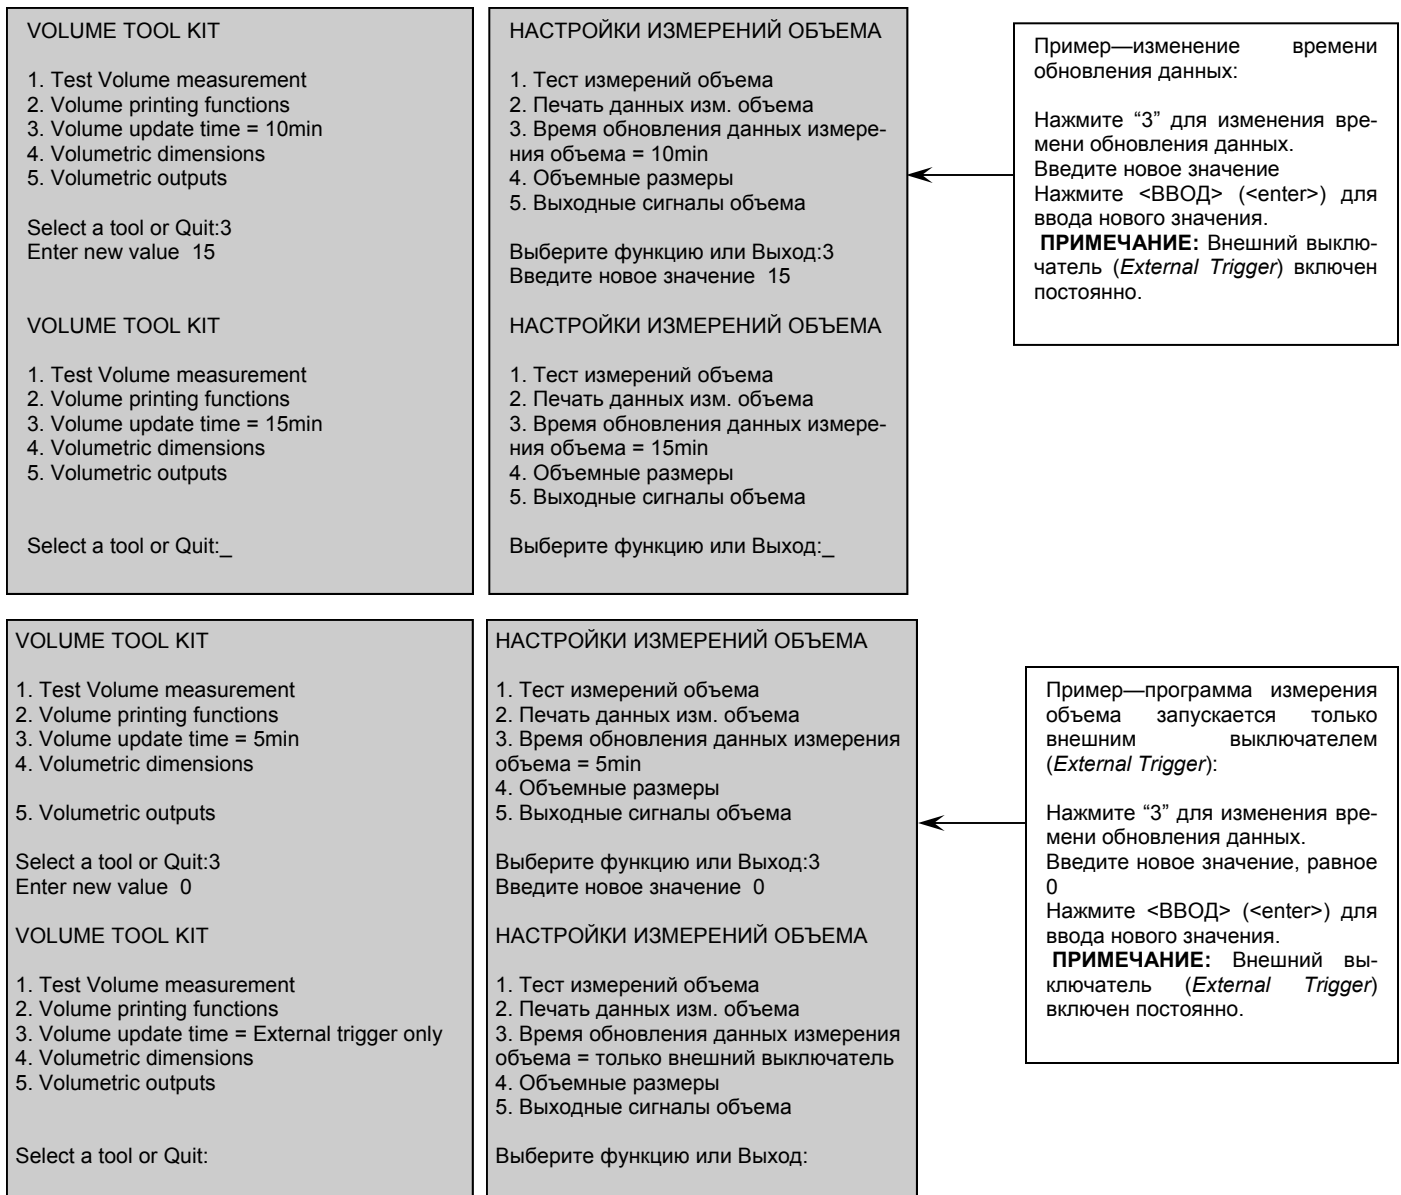 VOLUME TOOL KIT
1. Test Volume measurement
2. Volume printing functions
3. Volume update time = 10min
4. Volumetric dimensions
5. Volumetric outputs
Select a tool or Quit:3
Enter new value 15
VOLUME TOOL KIT
1. Test Volume measurement
2. Volume printing functions
3. Volume update time = 15min
4. Volumetric dimensions
5. Volumetric outputs
Select a tool or Quit:_
НАСТРОЙКИ ИЗМЕРЕНИЙ ОБЪЕМА
1. Тест измерений объема
2. Печать данных изм. объема
3. Время обновления данных измере-
ния объема = 10min
4. Объемные размеры
5. Выходные сигналы объема
Выберите функцию или Выход:3
Введите новое значение 15
НАСТРОЙКИ ИЗМЕРЕНИЙ ОБЪЕМА
1. Тест измерений объема
2. Печать данных изм. объема
3. Время обновления данных измере-
ния объема = 15min
4. Объемные размеры
5. Выходные сигналы объема
Выберите функцию или Выход:_
Пример—изменение времени
обновления данных:
Нажмите “3” для изменения вре-
мени обновления данных.
Введите новое значение
Нажмите <ВВОД> (<enter>) для
ввода нового значения.
ПРИМЕЧАНИЕ: Внешний выклю-
чатель (External Trigger) включен
постоянно.
VOLUME TOOL KIT
1. Test Volume measurement
2. Volume printing functions
3. Volume update time = 5min
4. Volumetric dimensions
5. Volumetric outputs
Select a tool or Quit:3
Enter new value 0
VOLUME TOOL KIT
1. Test Volume measurement
2. Volume printing functions
3. Volume update time = External trigger only
4. Volumetric dimensions
5. Volumetric outputs
Select a tool or Quit:
НАСТРОЙКИ ИЗМЕРЕНИЙ ОБЪЕМА
1. Тест измерений объема
2. Печать данных изм. объема
3. Время обновления данных измерения
объема = 5min
4. Объемные размеры
5. Выходные сигналы объема
Выберите функцию или Выход:3
Введите новое значение 0
НАСТРОЙКИ ИЗМЕРЕНИЙ ОБЪЕМА
1. Тест измерений объема
2. Печать данных изм. объема
3. Время обновления данных измерения
объема = только внешний выключатель
4. Объемные размеры
5. Выходные сигналы объема
Выберите функцию или Выход:
Пример—программа измерения
объема запускается только
внешним выключателем
(External Trigger):
Нажмите “3” для изменения вре-
мени обновления данных.
Введите новое значение, равное
0
Нажмите <ВВОД> (<enter>) для
ввода нового значения.
ПРИМЕЧАНИЕ: Внешний вы-
ключатель (External Trigger)
включен постоянно.